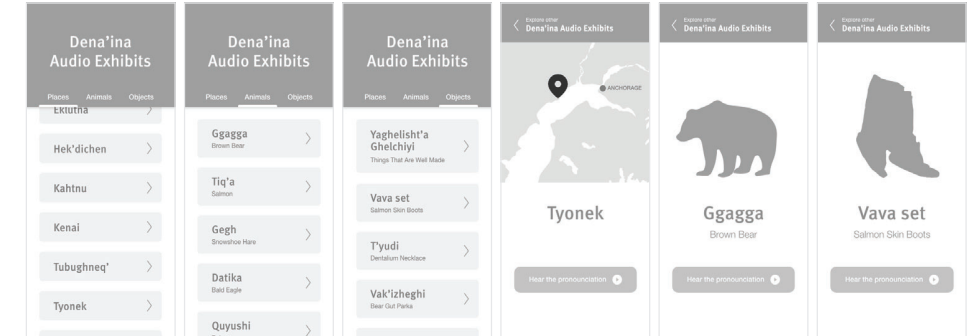 Dena'ina
Audio Exhibits
Places Animals Objects
Eklutna
Hek'dichen
Kahtnu
Kenai
Tubughneq'
Tyonek
Dena'ina
Audio Exhibits
Places Animals Objects
Ggagga
Brown Bear
Tiq'a
Salmon
Gegh
Snowshoe Hare
Datika
Bald Eagle
Quyushi
Dena'ina
Audio Exhibits
Places Animals Objects
Yaghelisht'a
Ghelchiyi
Things That Are Well Made
Vava set
Salmon Skin Boots
T'yudi
Dentalium Necklace
Vak'izheghi
Bear Gut Parka
Explore other
Dena'ina Audio Exhibits
ANCHORAGE
Tyonek
Hear the pronounciation
Explore other
Dena'ina Audio Exhibits
Ggagga
Brown Bear
Hear the pronounciation
Explore other
Dena'ina Audio Exhibits
Vava set
Salmon Skin Boots
Hear the pronounciation